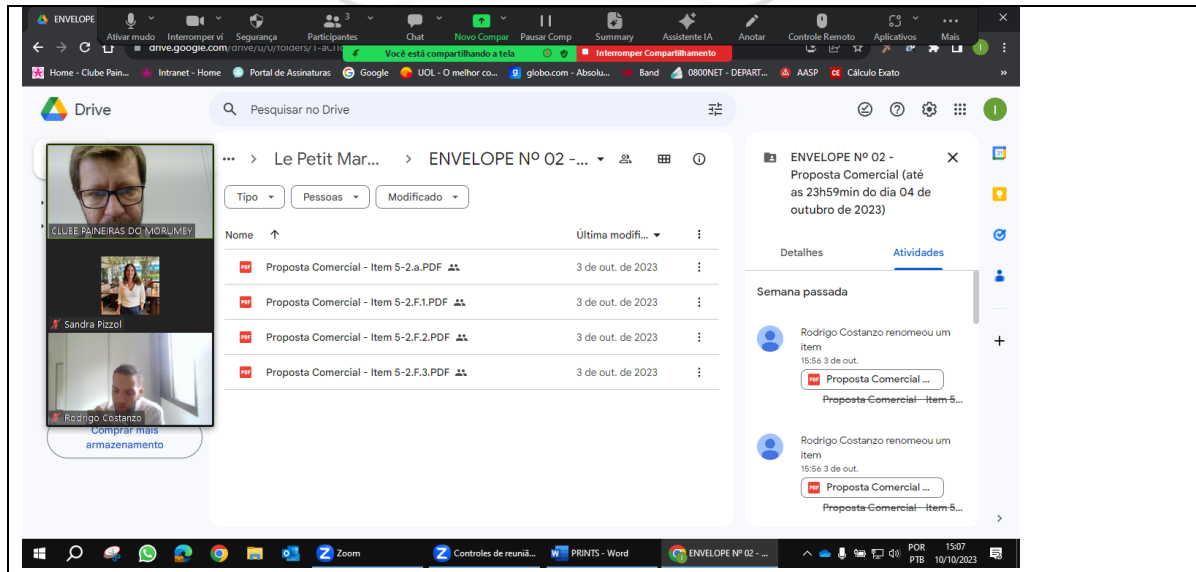 ENVELOPE
3
Ativar mudo Interromper ví Segurança Participantes Chat Novo Compar Pausar Comp Summary Assistente IA Anotar Controle Remoto Aplicativos Mais
drive.google.com/drive/u/0/folders/
Você está compartilhando a tela Interromper Compartilhamento
Home - Clube Pain... Intranet - Home Portal de Assinaturas Google UOL - O melhor co... globo.com - Absolu... Band 0800NET - DEPART... AASP Cálculo Exato »
Drive
Pesquisar no Drive
I
... > Le Petit Mar... > ENVELOPE Nº 02 -...
Tipo Pessoas Modificado
Nome Última modifi...
PDF Proposta Comercial - Item 5-2.a.PDF 3 de out. de 2023
PDF Proposta Comercial - Item 5-2.F.1.PDF 3 de out. de 2023
PDF Proposta Comercial - Item 5-2.F.2.PDF 3 de out. de 2023
PDF Proposta Comercial - Item 5-2.F.3.PDF 3 de out. de 2023
CLUBE PAINEIRAS DO MORUMBY
Sandra Pizzol
Rodrigo Costanzo
Comprar mais
armazenamento
ENVELOPE Nº 02 -
Proposta Comercial (até
as 23h59min do dia 04 de
outubro de 2023)
Detalhes Atividades
Semana passada
Rodrigo Costanzo renomeou um
item
15:56 3 de out.
PDF Proposta Comercial ...
Proposta Comercial - Item 5...
Rodrigo Costanzo renomeou um
item
15:56 3 de out.
PDF Proposta Comercial ...
Proposta Comercial - Item 5...
31
Zoom Controles de reuniã... PRINTS - Word ENVELOPE Nº 02 - ...
POR 15:07
PTB 10/10/2023